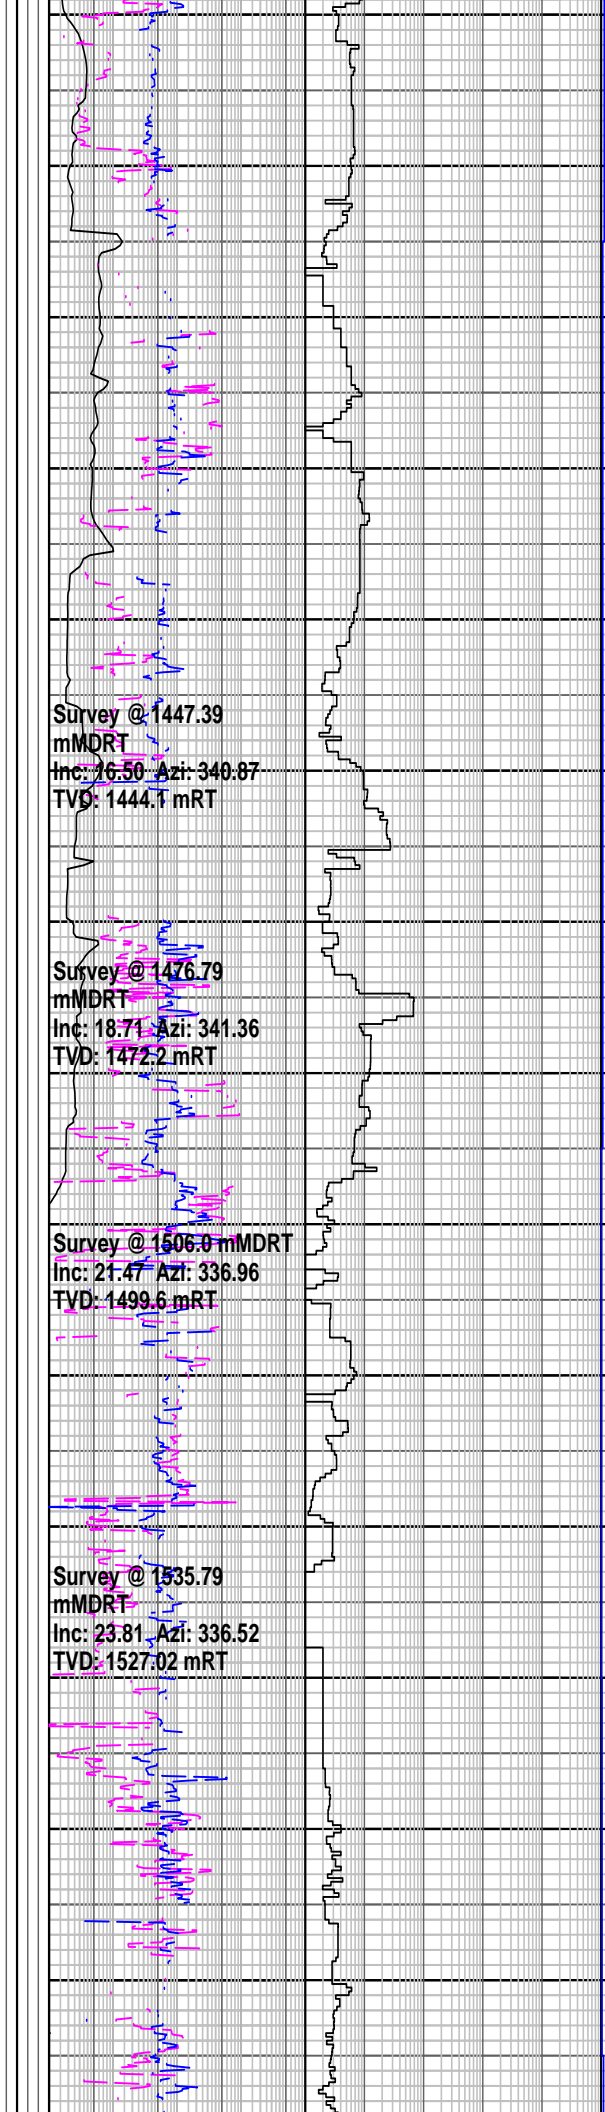 Survey @ 1447.39
mMDRT
Inc: 16.50 Azi: 340.87
TVD: 1444.1 mRT
Survey @ 1476.79
mMDRT
Inc: 18.71 Azi: 341.36
TVD: 1472.2 mRT
Survey @ 1506.0 mMDRT
Inc: 21.47 Azi: 336.96
TVD: 1499.6 mRT
Survey @ 1535.79
mMDRT
Inc: 23.81 Azi: 336.52
TVD: 1527.02 mRT